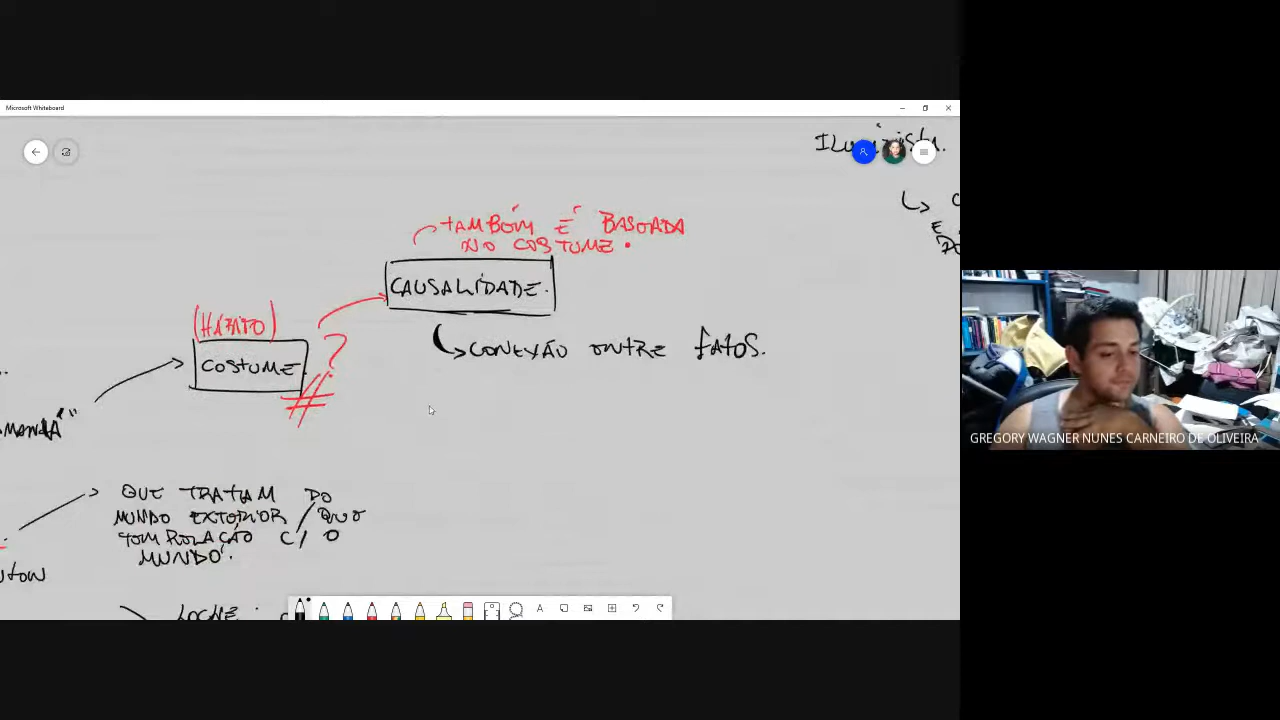 Microsoft Whiteboard
Iluminista.
TAMBÉM É BASEADA
NO COSTUME.
CAUSALIDADE.
CONEXÃO ENTRE FATOS.
(HÁBITO)
COSTUME.
?
QUE TRATAM DO
MUNDO EXTERIOR / QUE
TEM RELAÇÃO C/ O
MUNDO.
LOCKE:
GREGORY WAGNER NUNES CARNEIRO DE OLIVEIRA